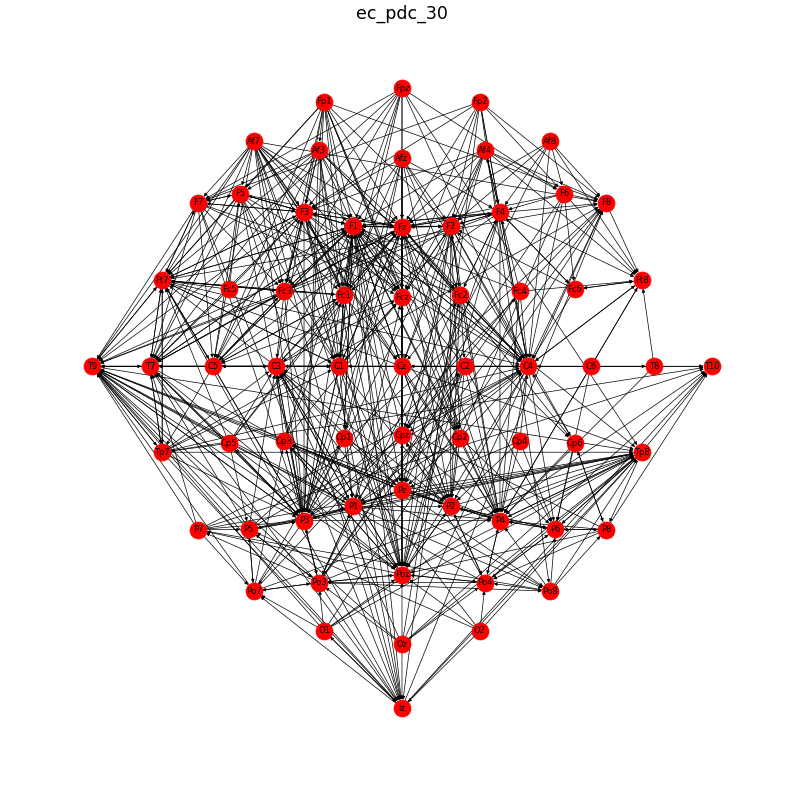 ec_pdc_30
Fpz
Fp1 Fp2
Af7 Af8
Af3 Af4
Afz
F5 F6
F7 F8
F3 F4
F1 Fz F2
Ft7 Ft8
Fc5 Fc3 Fc4 Fc6
Fc1 Fcz Fc2
T9 T7 C5 C3 C1 Cz C2 C4 C6 T8 T10
Cp1 Cpz Cp2
Cp5 Cp3 Cp4 Cp6
Tp7 Tp8
Pz
P1 P2
P3 P4
P7 P5 P6 P8
Poz
Po3 Po4
Po7 Po8
O1 O2
Oz
Iz